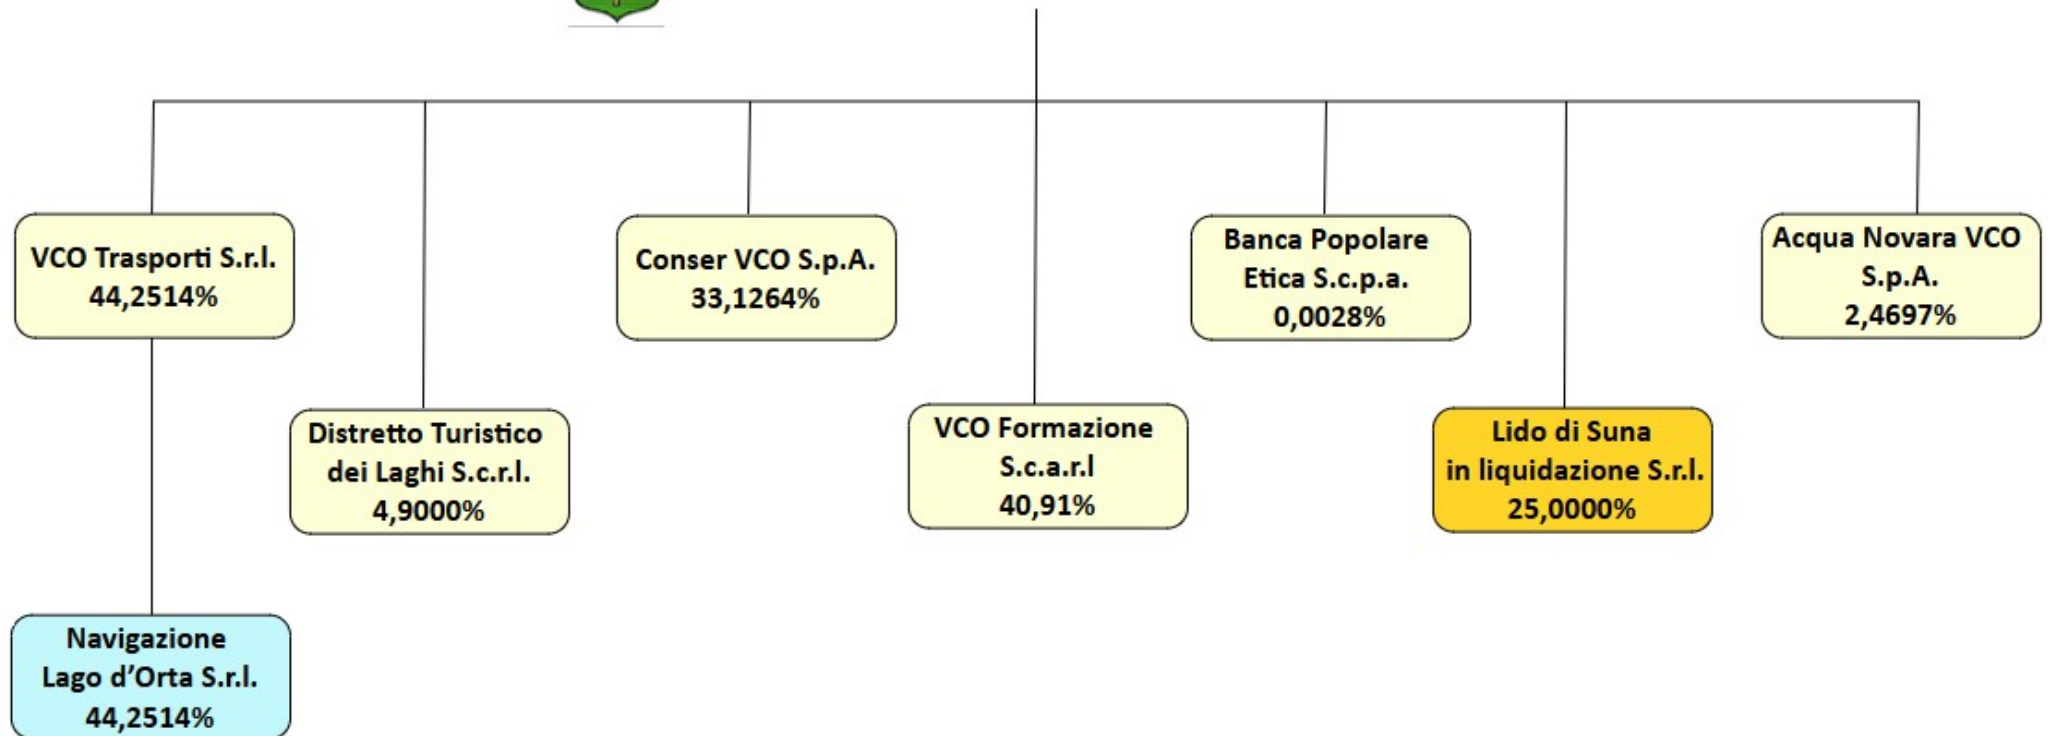 VCO Trasporti S.r.l.
44,2514%
Conser VCO S.p.A.
33,1264%
Banca Popolare
Etica S.c.p.a.
0,0028%
Acqua Novara VCO
S.p.A.
2,4697%
Distretto Turistico
dei Laghi S.c.r.l.
4,9000%
VCO Formazione
S.c.a.r.l
40,91%
Lido di Suna
in liquidazione S.r.l.
25,0000%
Navigazione
Lago d’Orta S.r.l.
44,2514%